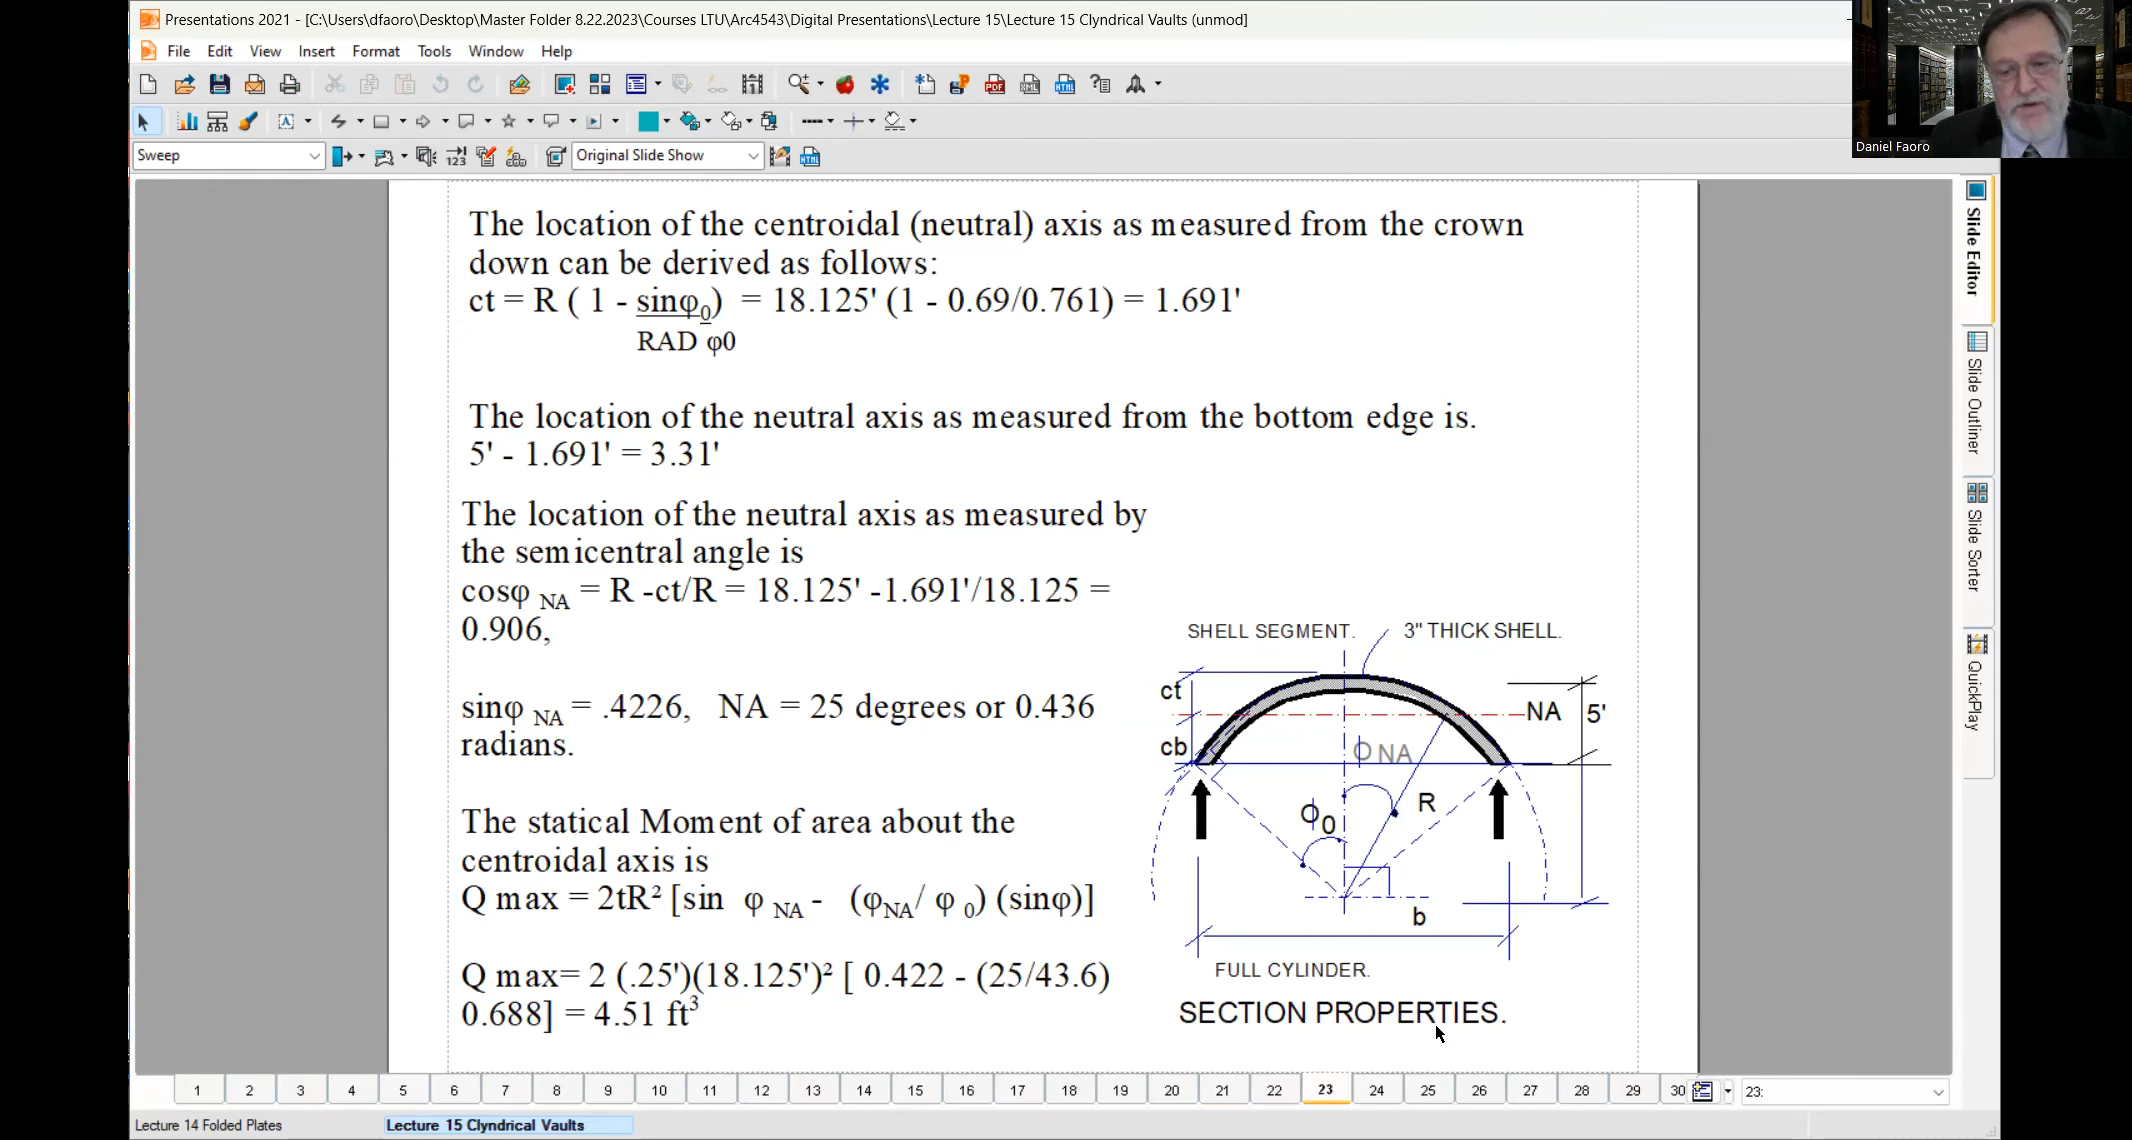 Presentations 2021 - [C:\Users\dfaoro\Desktop\Master Folder 8.22.2023\Courses LTU\Arc4543\Digital Presentations\Lecture 15\Lecture 15 Clyndrical Vaults (unmod]
File Edit View Insert Format Tools Window Help
Sweep
Original Slide Show
Daniel Faoro
The location of the centroidal (neutral) axis as measured from the crown
down can be derived as follows:
ct = R ( 1 - sinφ0) = 18.125' (1 - 0.69/0.761) = 1.691'
RAD φ0
The location of the neutral axis as measured from the bottom edge is.
5' - 1.691' = 3.31'
The location of the neutral axis as measured by
the semicentral angle is
cosφ NA = R -ct/R = 18.125' -1.691'/18.125 =
0.906,
sinφ NA = .4226, NA = 25 degrees or 0.436
radians.
The statical Moment of area about the
centroidal axis is
Q max = 2tR² [sin φ NA - (φNA/ φ 0) (sinφ)]
Q max= 2 (.25')(18.125')² [ 0.422 - (25/43.6)
0.688] = 4.51 ft³
SHELL SEGMENT. 3" THICK SHELL.
ct
NA 5'
cb
O NA
R
O0
b
FULL CYLINDER.
SECTION PROPERTIES.
Slide Editor
Slide Outliner
Slide Sorter
QuickPlay
1 2 3 4 5 6 7 8 9 10 11 12 13 14 15 16 17 18 19 20 21 22 23 24 25 26 27 28 29 30 23:
Lecture 14 Folded Plates Lecture 15 Clyndrical Vaults